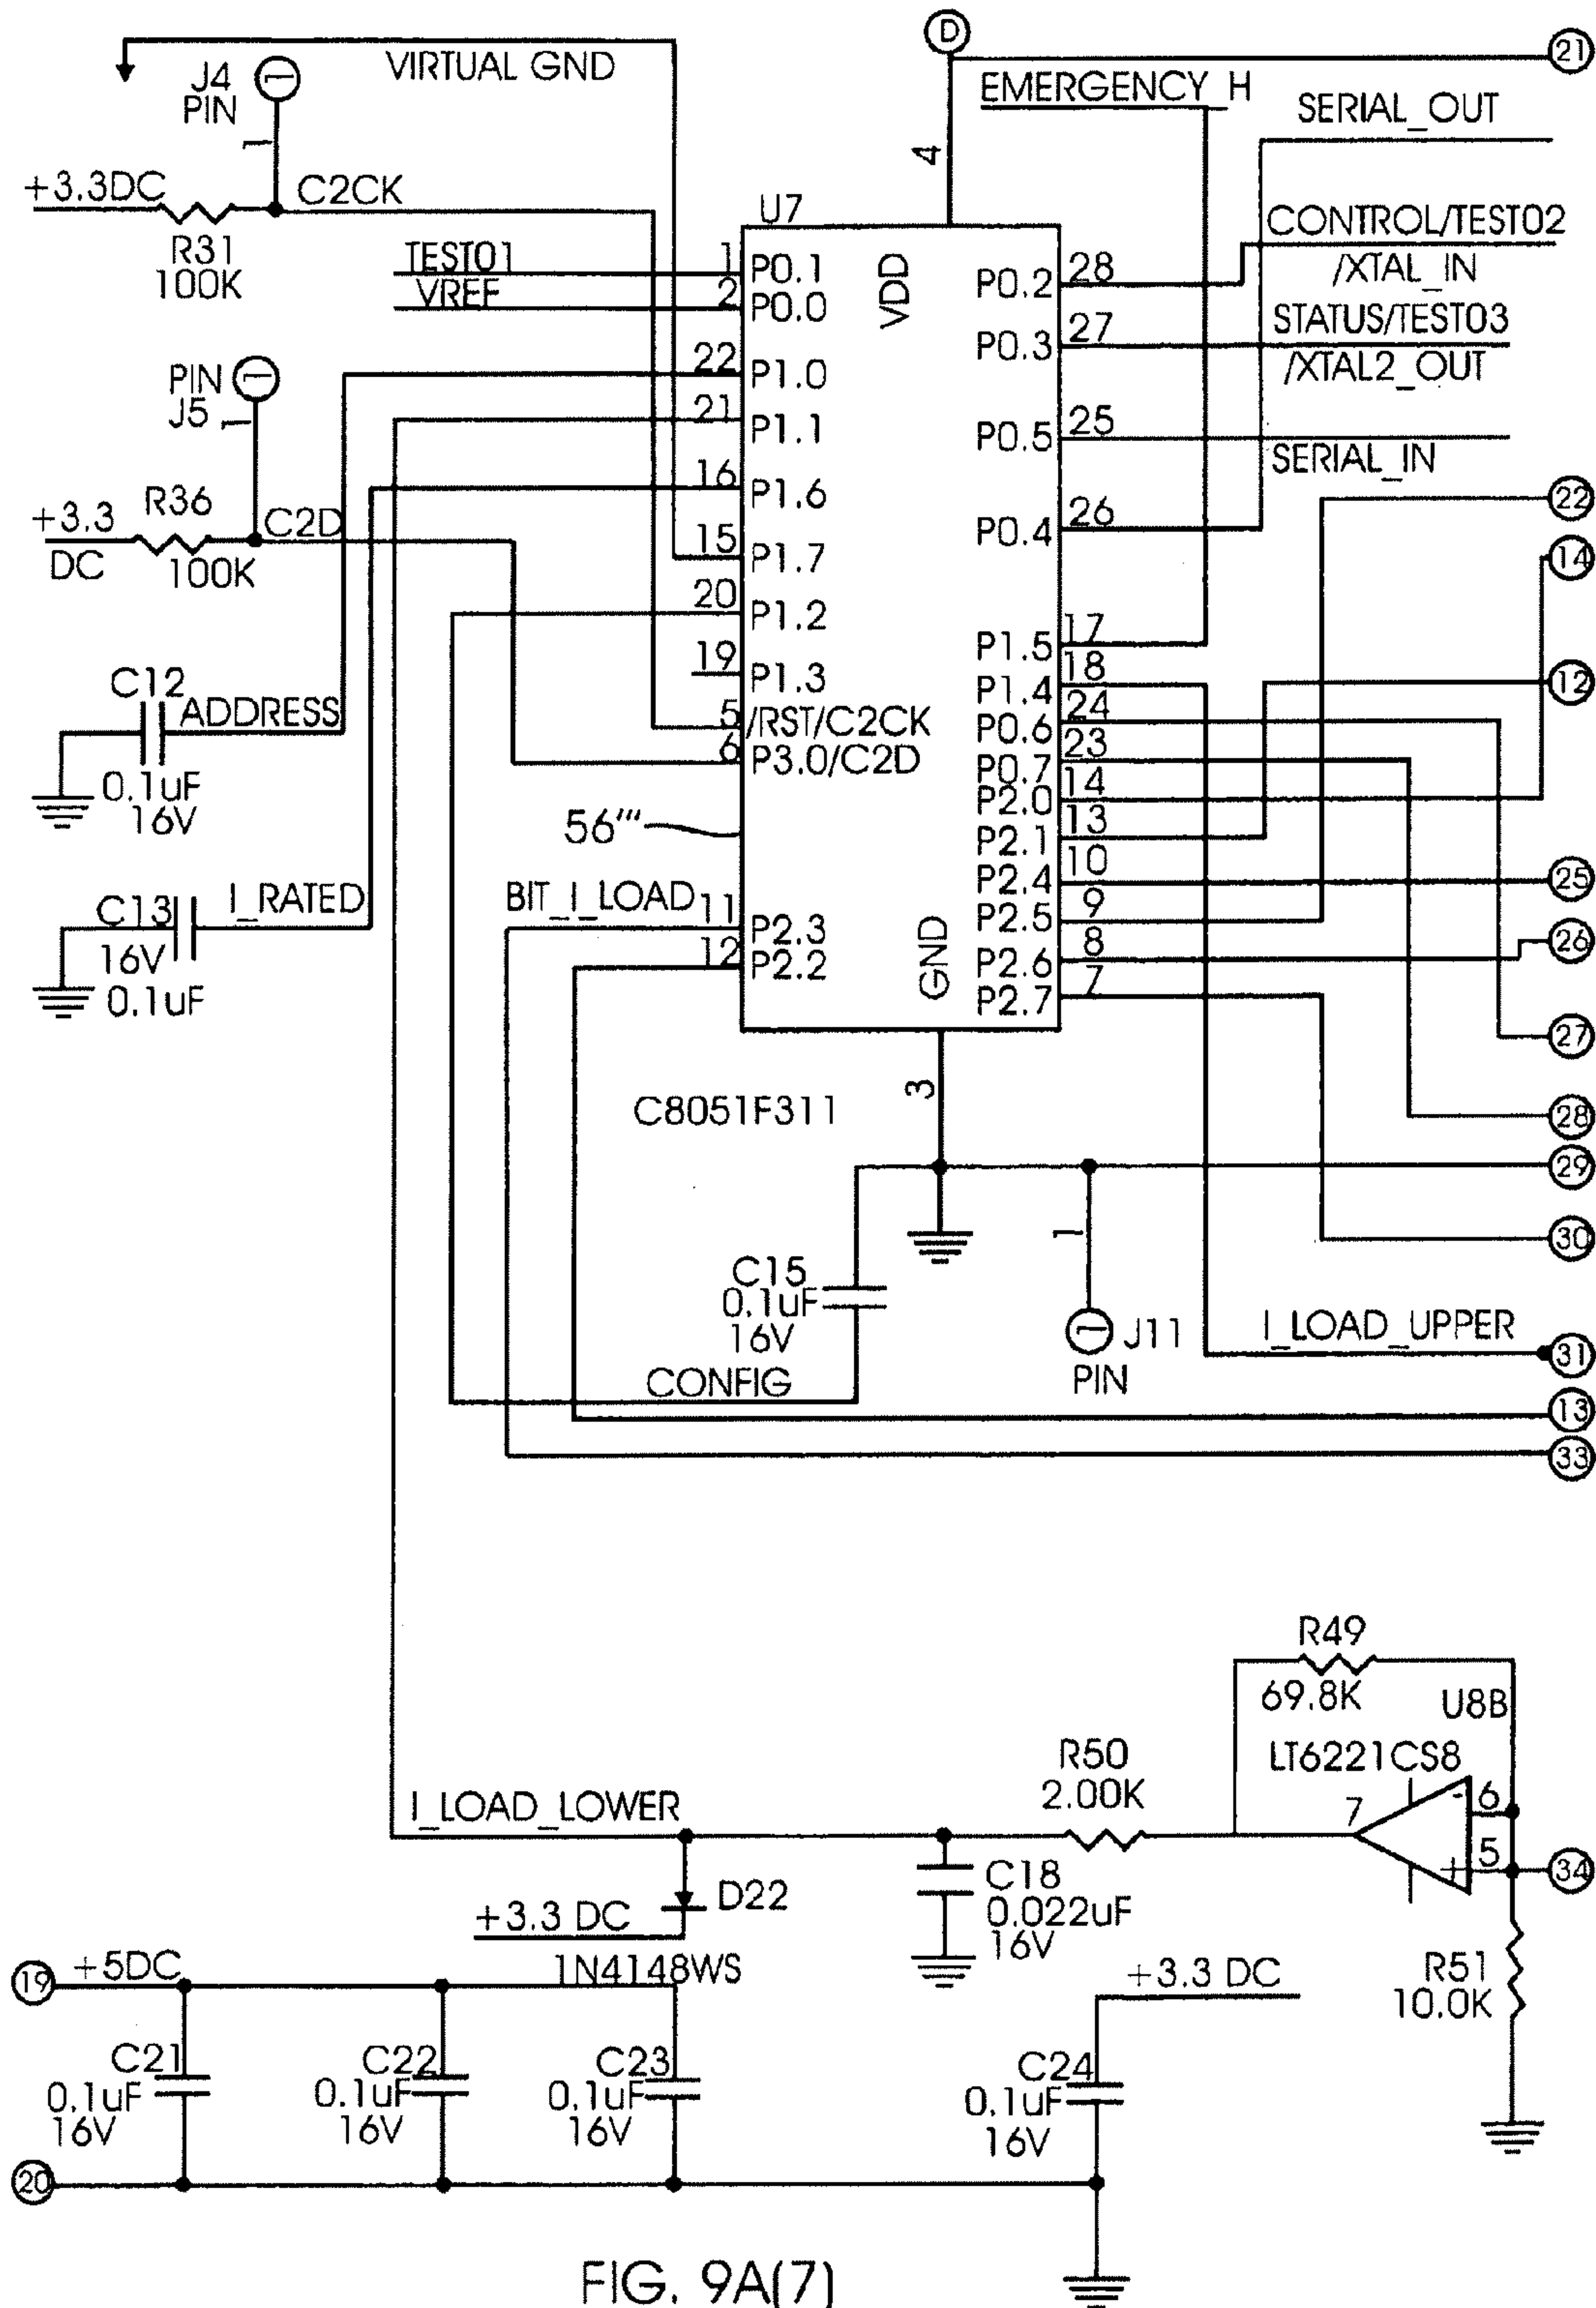 D
21
VIRTUAL GND
J4
PIN
1
1
EMERGENCY_H
SERIAL_OUT
4
+3.3DC
C2CK
R31
100K
U7
TEST01
VREF
1
P0.1
2
P0.0
VDD
CONTROL/TEST02
/XTAL_IN
28
P0.2
27
P0.3
STATUS/TEST03
/XTAL2_OUT
PIN
J5
1
1
22
P1.0
21
P1.1
25
P0.5
SERIAL_IN
16
P1.6
22
+3.3
DC
R36
100K
C2D
26
P0.4
15
P1.7
14
20
P1.2
17
P1.5
19
P1.3
18
P1.4
12
C12
ADDRESS
0.1uF
16V
5
/RST/C2CK
6
P3.0/C2D
24
P0.6
23
P0.7
14
P2.0
13
P2.1
56'''
10
P2.4
25
C13
16V
0.1uF
I_RATED
BIT_I_LOAD
11
P2.3
12
P2.2
GND
9
P2.5
8
P2.6
26
7
P2.7
27
3
C8051F311
28
29
30
C15
0.1uF
16V
1
1
J11
PIN
I_LOAD_UPPER
31
CONFIG
13
33
R49
69.8K
U8B
LT6221CS8
R50
2.00K
7
-
6
+
5
34
I_LOAD_LOWER
D22
C18
0.022uF
16V
+3.3 DC
1N4148WS
19
+5DC
+3.3 DC
R51
10.0K
C21
0.1uF
16V
C22
0.1uF
16V
C23
0.1uF
16V
C24
0.1uF
16V
20
FIG. 9A(7)